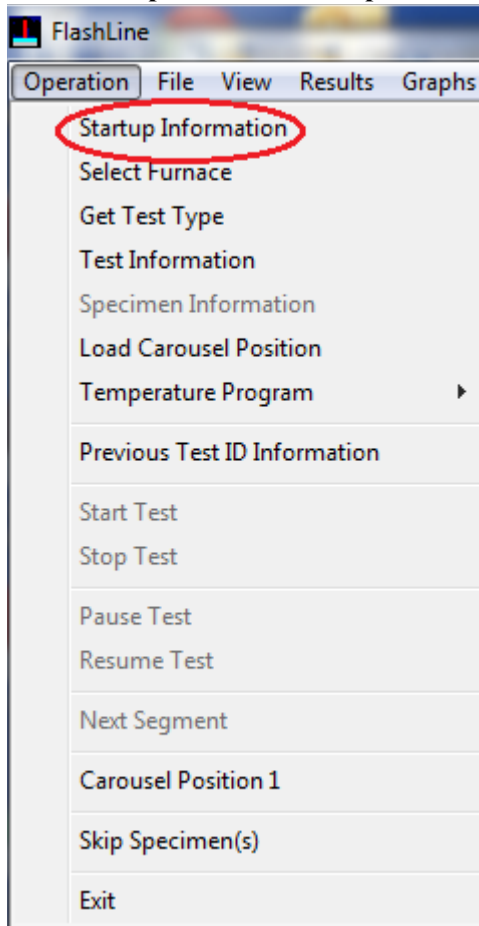 FlashLine
Operation File View Results Graphs
Startup Information
Select Furnace
Get Test Type
Test Information
Specimen Information
Load Carousel Position
Temperature Program
Previous Test ID Information
Start Test
Stop Test
Pause Test
Resume Test
Next Segment
Carousel Position 1
Skip Specimen(s)
Exit